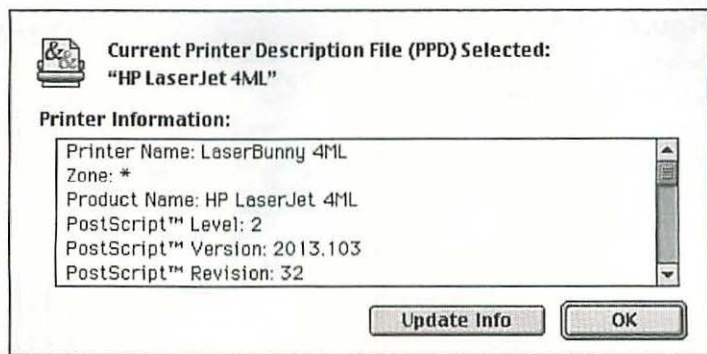 Current Printer Description File (PPD) Selected:
“HP LaserJet 4ML”
Printer Information:
Printer Name: LaserBunny 4ML
Zone: *
Product Name: HP LaserJet 4ML
PostScript™ Level: 2
PostScript™ Version: 2013.103
PostScript™ Revision: 32
Update Info
OK